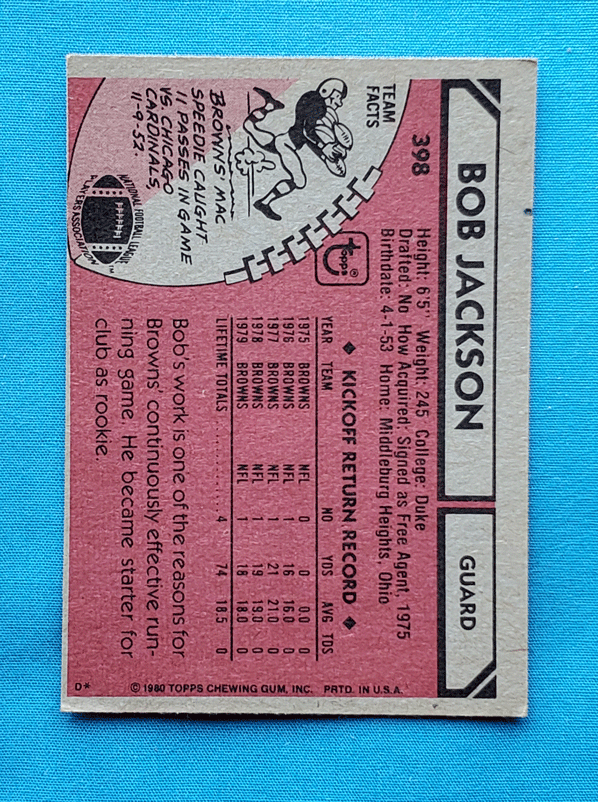 BOB JACKSON
GUARD
398
Height: 6'5" Weight: 245 College: Duke
Drafted: No How Acquired: Signed as Free Agent, 1975
Birthdate: 4-1-53 Home: Middleburg Heights, Ohio
TEAM
FACTS
BROWNS' MAC
SPEEDIE CAUGHT
11 PASSES IN GAME
VS. CHICAGO
CARDINALS,
11-9-52.
NATIONAL FOOTBALL LEAGUE
PLAYERS ASSOCIATION ™
topps ®
◆ KICKOFF RETURN RECORD ◆
YEAR TEAM NO YDS AVG TDS
1975 BROWNS NFL 0 0 0.0 0
1976 BROWNS NFL 1 16 16.0 0
1977 BROWNS NFL 1 21 21.0 0
1978 BROWNS NFL 1 19 19.0 0
1979 BROWNS NFL 1 18 18.0 0
LIFETIME TOTALS ............ 4 74 18.5 0
Bob's work is one of the reasons for
Browns' continuously effective run-
ning game. He became starter for
club as rookie.
D* © 1980 TOPPS CHEWING GUM, INC. PRTD. IN U.S.A.